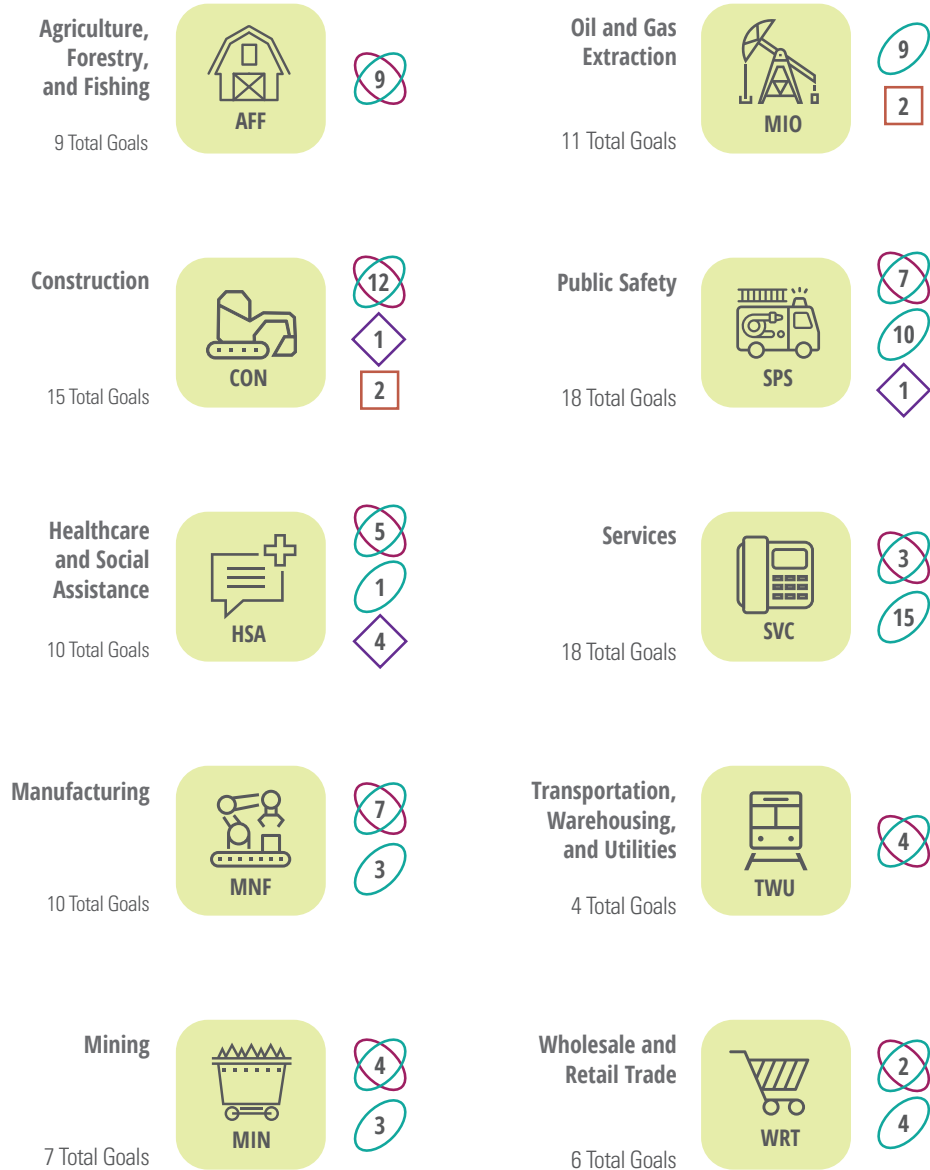 Agriculture,
Forestry,
and Fishing
9 Total Goals
AFF
9
Oil and Gas
Extraction
11 Total Goals
MIO
9
2
Construction
15 Total Goals
CON
12
1
2
Public Safety
18 Total Goals
SPS
7
10
1
Healthcare
and Social
Assistance
10 Total Goals
HSA
5
1
4
Services
18 Total Goals
SVC
3
15
Manufacturing
10 Total Goals
MNF
7
3
Transportation,
Warehousing,
and Utilities
4 Total Goals
TWU
4
Mining
7 Total Goals
MIN
4
3
Wholesale and
Retail Trade
6 Total Goals
WRT
2
4